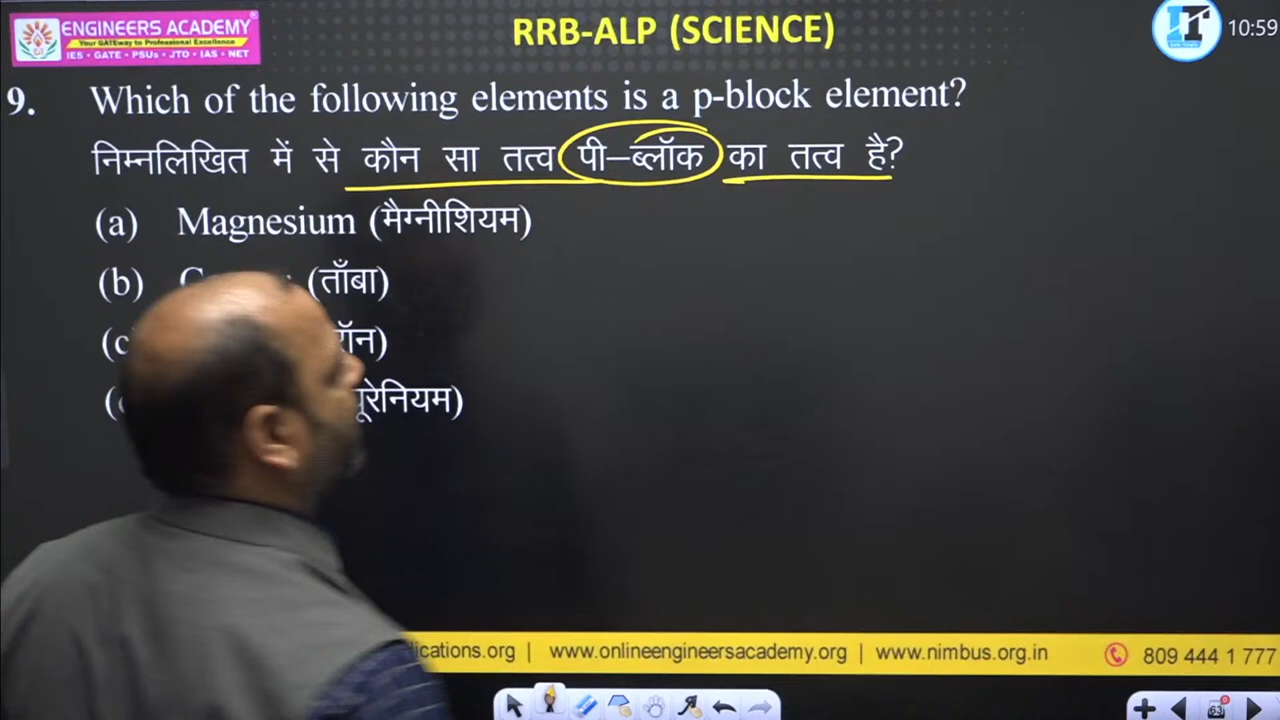 ENGINEERS ACADEMY
Your GATEway to Professional Excellence
IES • GATE • PSUs • JTO • IAS • NET
RRB-ALP (SCIENCE)
10:59
9. Which of the following elements is a p-block element?
निम्नलिखित में से कौन सा तत्व पी–ब्लॉक का तत्व है?
(a) Magnesium (मैग्नीशियम)
(b) (ताँबा)
(c
(
lications.org | www.onlineengineersacademy.org | www.nimbus.org.in 809 444 1 777
63